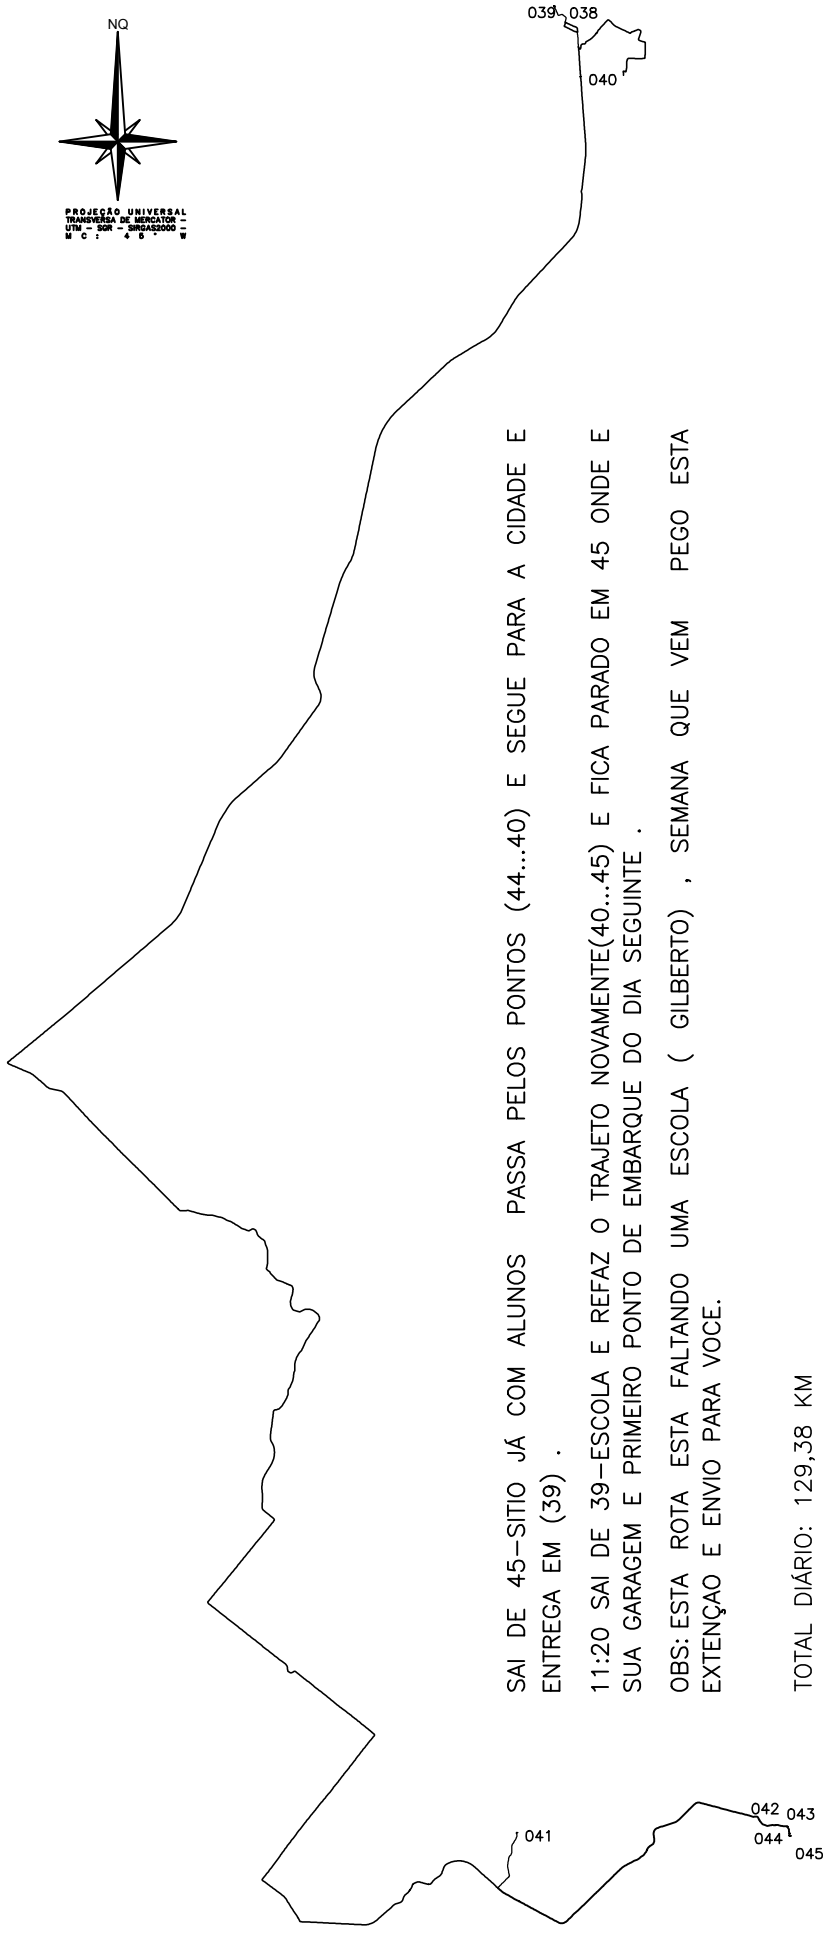 NQ
PROJEÇÃO UNIVERSAL
TRANSVERSA DE MERCATOR -
UTM - SGR - SIRGAS2000 -
039 038
040
SAI DE 45-SITIO JÁ COM ALUNOS PASSA PELOS PONTOS (44...40) E SEGUE PARA A CIDADE E
ENTREGA EM (39) .
11:20 SAI DE 39-ESCOLA E REFAZ O TRAJETO NOVAMENTE(40...45) E FICA PARADO EM 45 ONDE E
SUA GARAGEM E PRIMEIRO PONTO DE EMBARQUE DO DIA SEGUINTE .
OBS: ESTA ROTA ESTA FALTANDO UMA ESCOLA ( GILBERTO) , SEMANA QUE VEM PEGO ESTA
EXTENÇAO E ENVIO PARA VOCE.
TOTAL DIÁRIO: 129,38 KM
041
042 043
044
045